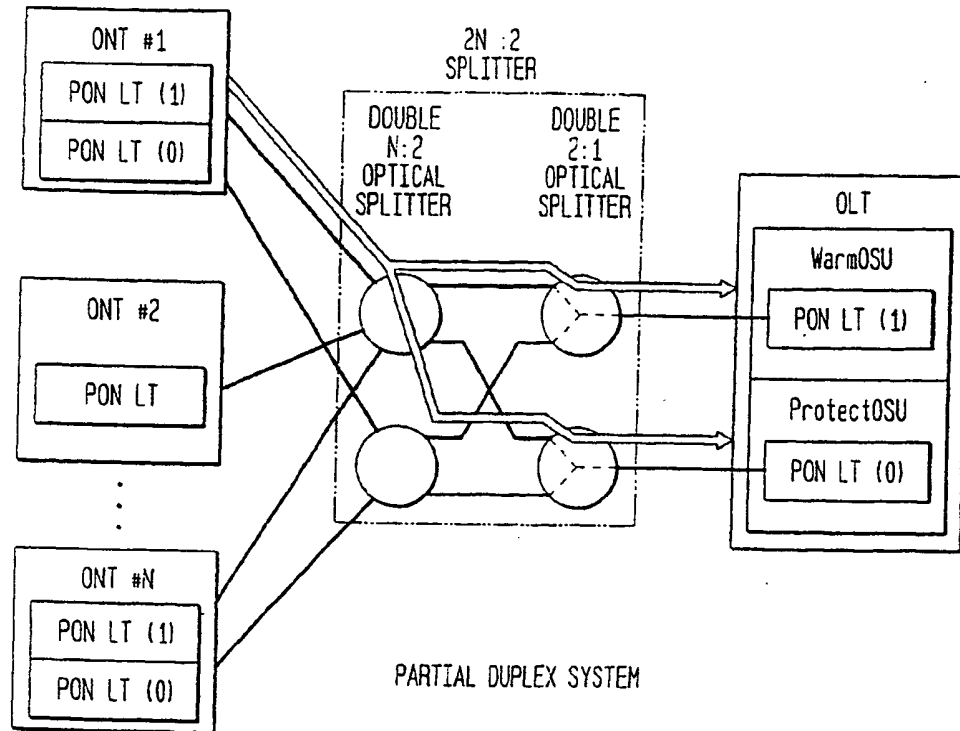 ONT #1
PON LT (1)
PON LT (0)
2N :2
SPLITTER
DOUBLE
N:2
OPTICAL
SPLITTER
DOUBLE
2:1
OPTICAL
SPLITTER
OLT
WarmOSU
PON LT (1)
ProtectOSU
PON LT (0)
ONT #2
PON LT
ONT #N
PON LT (1)
PON LT (0)
PARTIAL DUPLEX SYSTEM